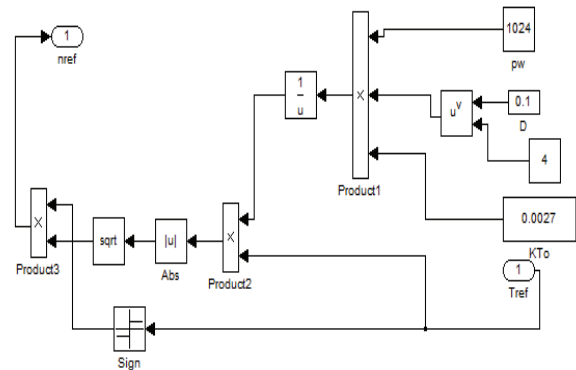 1
nref
1024
pw
1
u
×
Product1
u^v
0.1
D
4
0.0027
KTo
1
Tref
×
Product3
sqrt
|u|
Abs
×
Product2
Sign